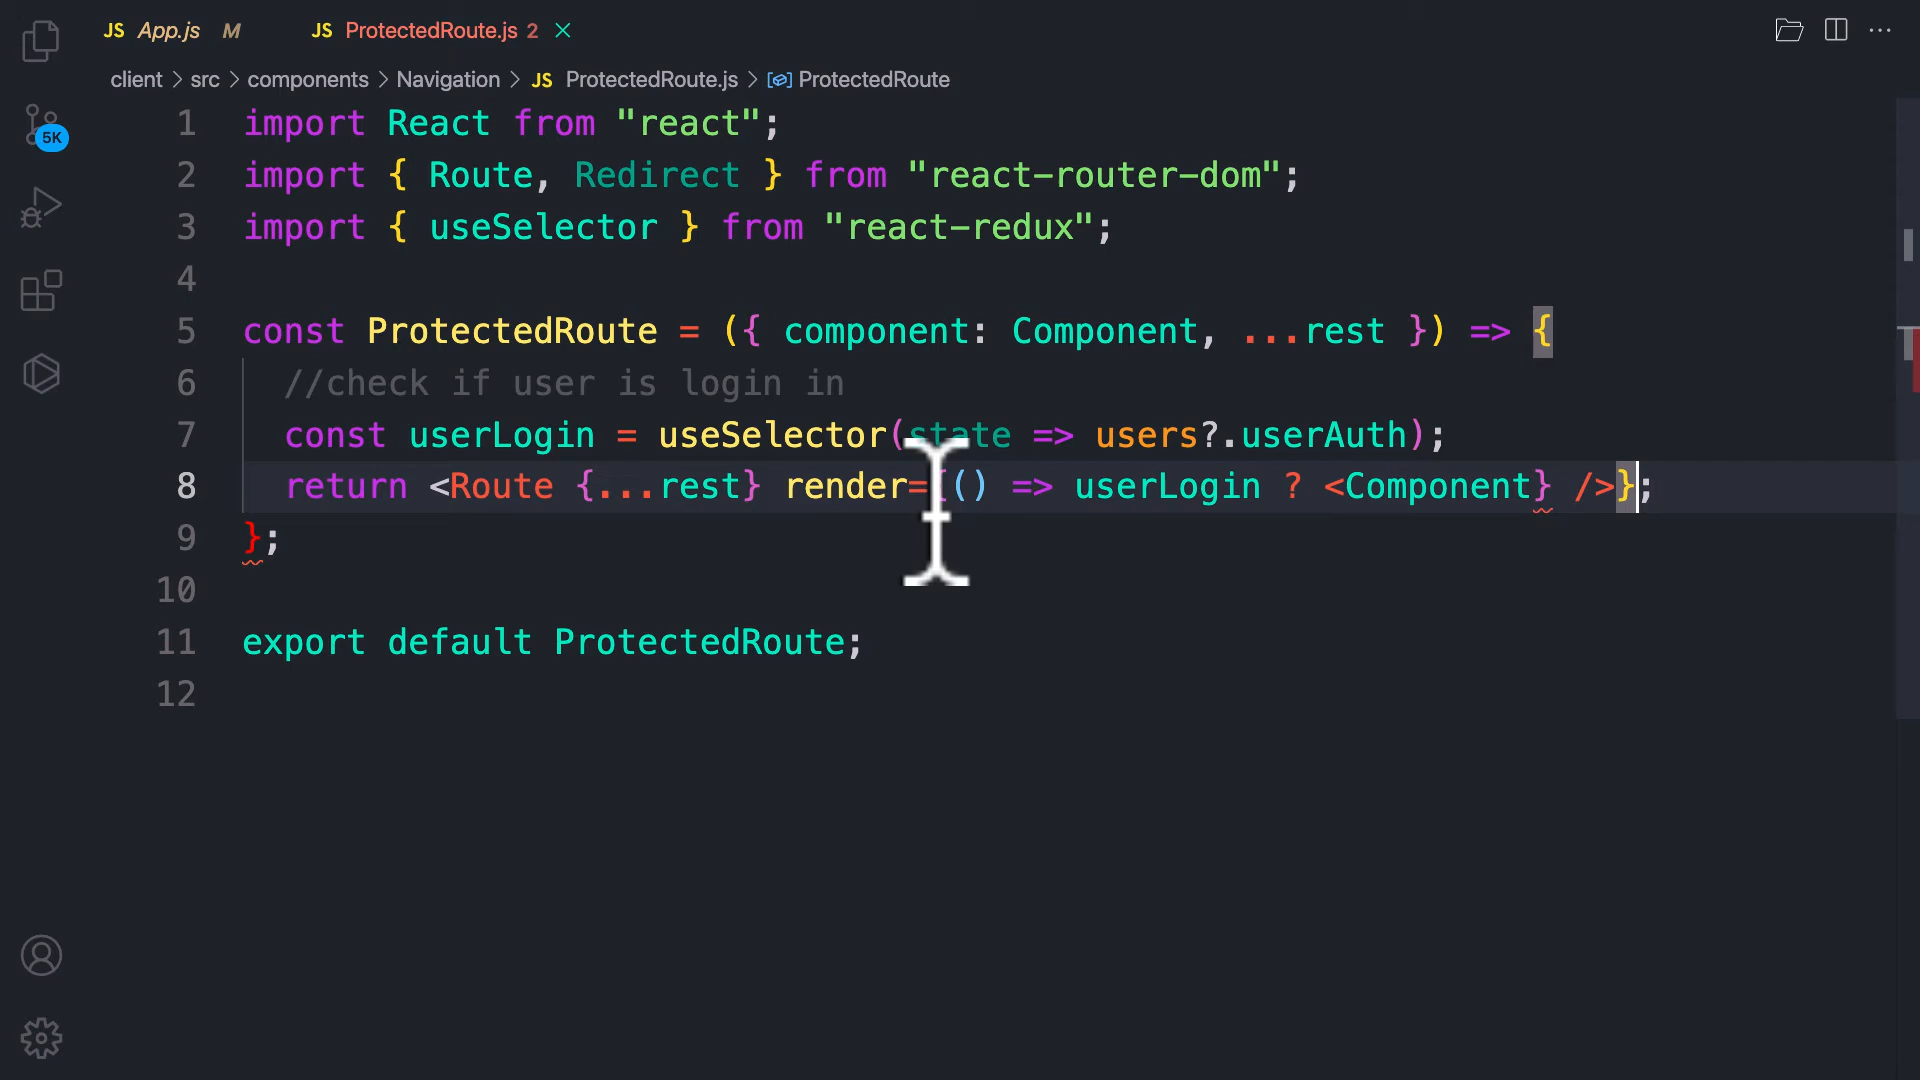 JS App.js M JS ProtectedRoute.js 2
client > src > components > Navigation > JS ProtectedRoute.js > ProtectedRoute
5K
1 import React from "react";
2 import { Route, Redirect } from "react-router-dom";
3 import { useSelector } from "react-redux";
4
5 const ProtectedRoute = ({ component: Component, ...rest }) => {
6 //check if user is login in
7 const userLogin = useSelector(state => users?.userAuth);
8 return <Route {...rest} render={() => userLogin ? <Component} />};
9 };
10
11 export default ProtectedRoute;
12